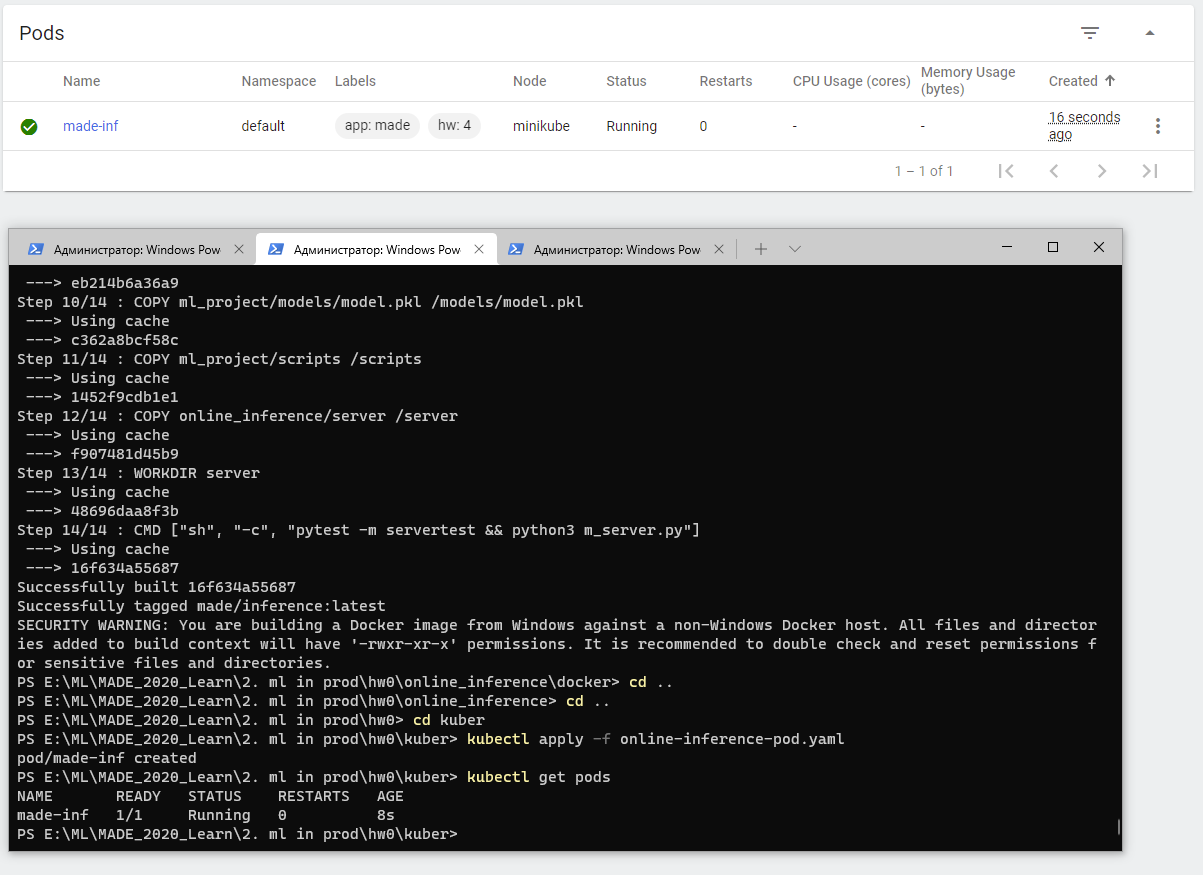 Pods
Name Namespace Labels Node Status Restarts CPU Usage (cores) Memory Usage (bytes) Created
made-inf default app: made hw: 4 minikube Running 0 - - 16 seconds ago
1 – 1 of 1
Администратор: Windows Pow Администратор: Windows Pow Администратор: Windows Pow
---> eb214b6a36a9
Step 10/14 : COPY ml_project/models/model.pkl /models/model.pkl
---> Using cache
---> c362a8bcf58c
Step 11/14 : COPY ml_project/scripts /scripts
---> Using cache
---> 1452f9cdb1e1
Step 12/14 : COPY online_inference/server /server
---> Using cache
---> f907481d45b9
Step 13/14 : WORKDIR server
---> Using cache
---> 48696daa8f3b
Step 14/14 : CMD ["sh", "-c", "pytest -m servertest && python3 m_server.py"]
---> Using cache
---> 16f634a55687
Successfully built 16f634a55687
Successfully tagged made/inference:latest
SECURITY WARNING: You are building a Docker image from Windows against a non-Windows Docker host. All files and director
ies added to build context will have '-rwxr-xr-x' permissions. It is recommended to double check and reset permissions f
or sensitive files and directories.
PS E:\ML\MADE_2020_Learn\2. ml in prod\hw0\online_inference\docker> cd ..
PS E:\ML\MADE_2020_Learn\2. ml in prod\hw0\online_inference> cd ..
PS E:\ML\MADE_2020_Learn\2. ml in prod\hw0> cd kuber
PS E:\ML\MADE_2020_Learn\2. ml in prod\hw0\kuber> kubectl apply -f online-inference-pod.yaml
pod/made-inf created
PS E:\ML\MADE_2020_Learn\2. ml in prod\hw0\kuber> kubectl get pods
NAME READY STATUS RESTARTS AGE
made-inf 1/1 Running 0 8s
PS E:\ML\MADE_2020_Learn\2. ml in prod\hw0\kuber>